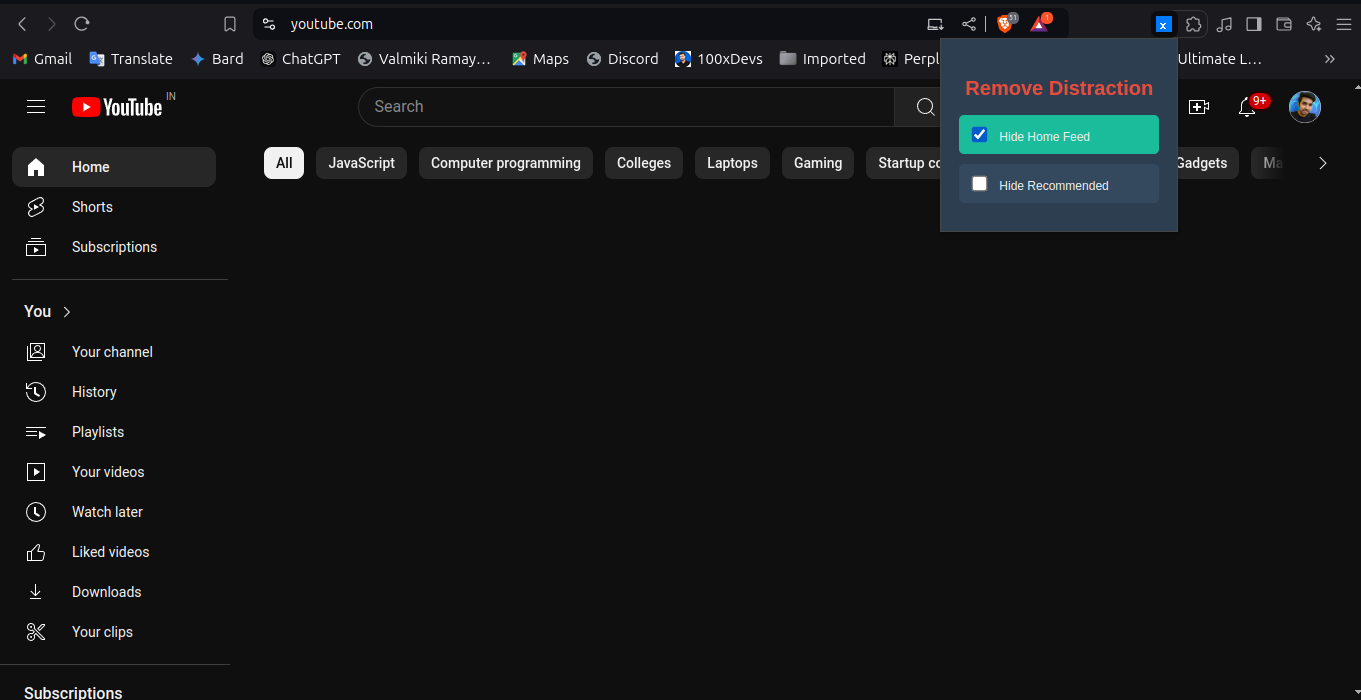 youtube.com
51
1
x
Gmail
Translate
Bard
ChatGPT
Valmiki Ramay...
Maps
Discord
100xDevs
Imported
Perpl
Ultimate L...
YouTube IN
Search
9+
Remove Distraction
Hide Home Feed
Hide Recommended
All
JavaScript
Computer programming
Colleges
Laptops
Gaming
Startup co
Gadgets
Ma
Home
Shorts
Subscriptions
You
Your channel
History
Playlists
Your videos
Watch later
Liked videos
Downloads
Your clips
Subscriptions